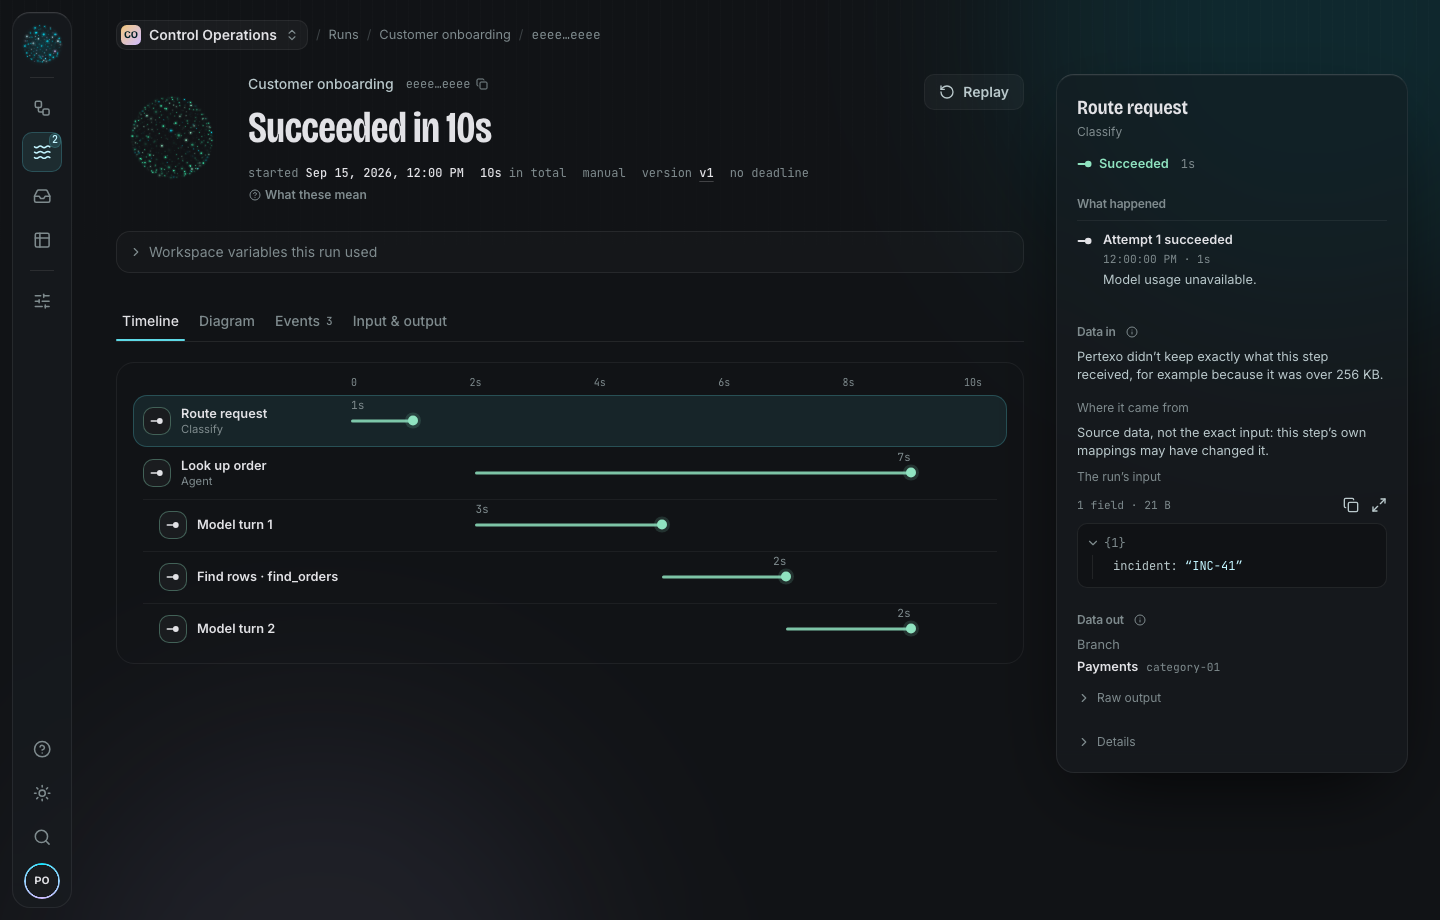 CO Control Operations / Runs / Customer onboarding / eeee…eeee
2
Customer onboarding eeee…eeee
Succeeded in 10s
Replay
started Sep 15, 2026, 12:00 PM 10s in total manual version v1 no deadline
What these mean
Workspace variables this run used
Timeline Diagram Events 3 Input & output
0 2s 4s 6s 8s 10s
Route request
Classify
1s
Look up order
Agent
7s
Model turn 1
3s
Find rows · find_orders
2s
Model turn 2
2s
Route request
Classify
Succeeded 1s
What happened
Attempt 1 succeeded
12:00:00 PM · 1s
Model usage unavailable.
Data in
Pertexo didn’t keep exactly what this step
received, for example because it was over 256 KB.
Where it came from
Source data, not the exact input: this step’s own
mappings may have changed it.
The run’s input
1 field · 21 B
{1}
incident: “INC-41”
Data out
Branch
Payments category-01
Raw output
Details
PO